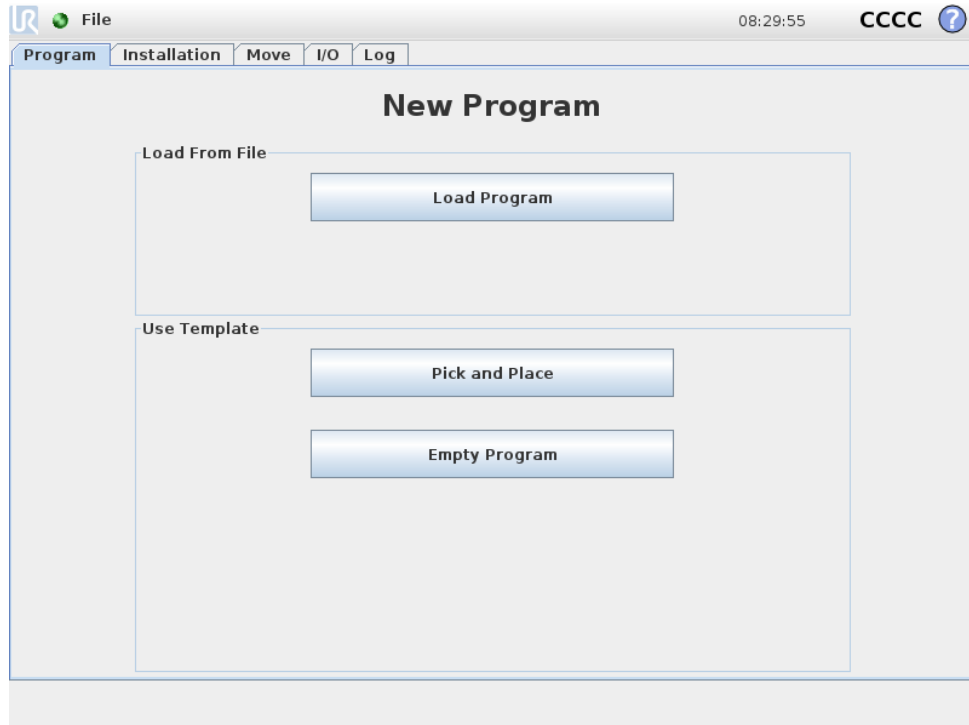 UR File 08:29:55 CCCC ?
Program Installation Move I/O Log
New Program
Load From File
Load Program
Use Template
Pick and Place
Empty Program